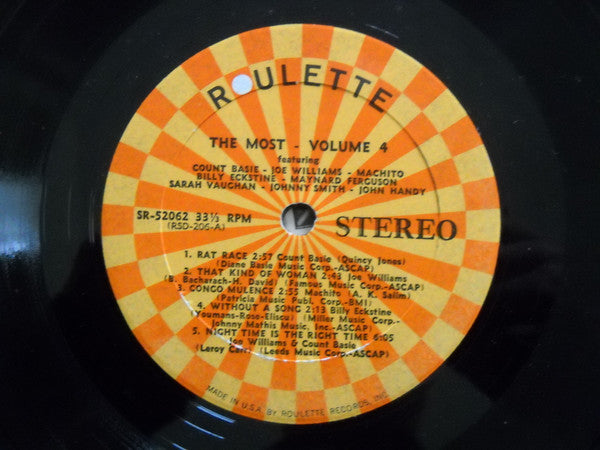 ROULETTE
THE MOST - VOLUME 4
featuring
COUNT BASIE - JOE WILLIAMS - MACHITO
BILLY ECKSTINE - MAYNARD FERGUSON
SARAH VAUGHAN - JOHNNY SMITH - JOHN HANDY
SR-52062 33⅓ RPM
(RSD-206-A)
STEREO
1. RAT RACE 2:57 Count Basie (Quincy Jones)
(Diane Basie Music Corp.-ASCAP)
2. THAT KIND OF WOMAN 2:43 Joe Williams
(B. Bacharach-H. David) (Famous Music Corp.-ASCAP)
3. CONGO MULENCE 2:55 Machito (A. K. Salim)
(Patricia Music Publ. Corp.-BMI)
4. WITHOUT A SONG 2:13 Billy Eckstine
(Youmans-Rose-Eliscu) (Miller Music Corp.-
Johnny Mathis Music, Inc.-ASCAP)
5. NIGHT TIME IS THE RIGHT TIME 6:05
Joe Williams & Count Basie
(Leroy Carr) (Leeds Music Corp.-ASCAP)
MADE IN U.S.A. BY ROULETTE RECORDS, INC.